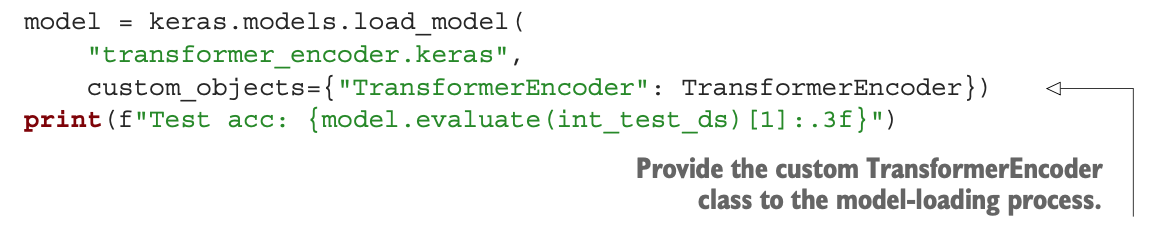 model = keras.models.load_model(
    "transformer_encoder.keras",
    custom_objects={"TransformerEncoder": TransformerEncoder})
print(f"Test acc: {model.evaluate(int_test_ds)[1]:.3f}")
Provide the custom TransformerEncoder
class to the model-loading process.